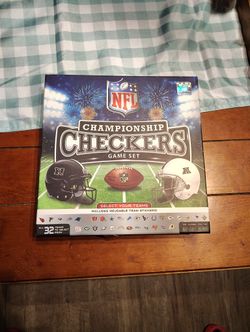 NFL
CHAMPIONSHIP
CHECKERS
GAME SET
SELECT YOUR TEAMS
INCLUDES REUSABLE TEAM STICKERS
32